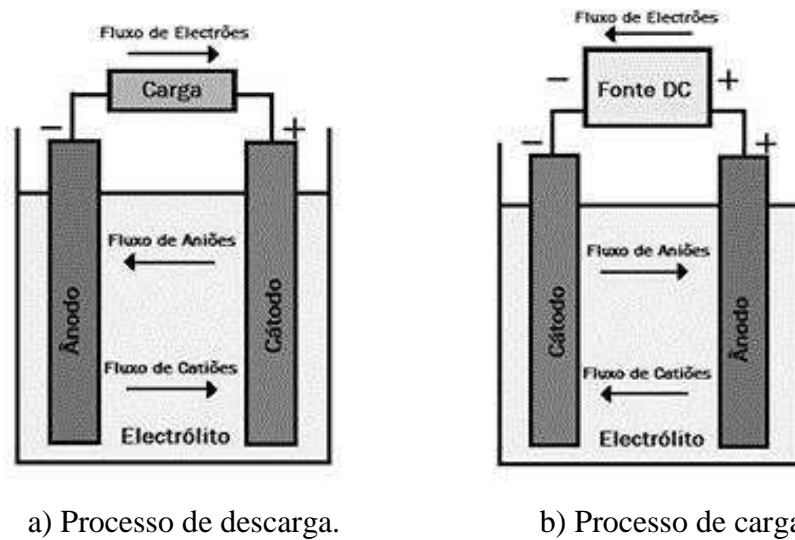 Fluxo de Electrões
Carga
−
+
Fluxo de Aniões
Ânodo
Cátodo
Fluxo de Catiões
Electrólito
a) Processo de descarga.
Fluxo de Electrões
−
+
Fonte DC
−
+
Fluxo de Aniões
Cátodo
Ânodo
Fluxo de Catiões
Electrólito
b) Processo de carga